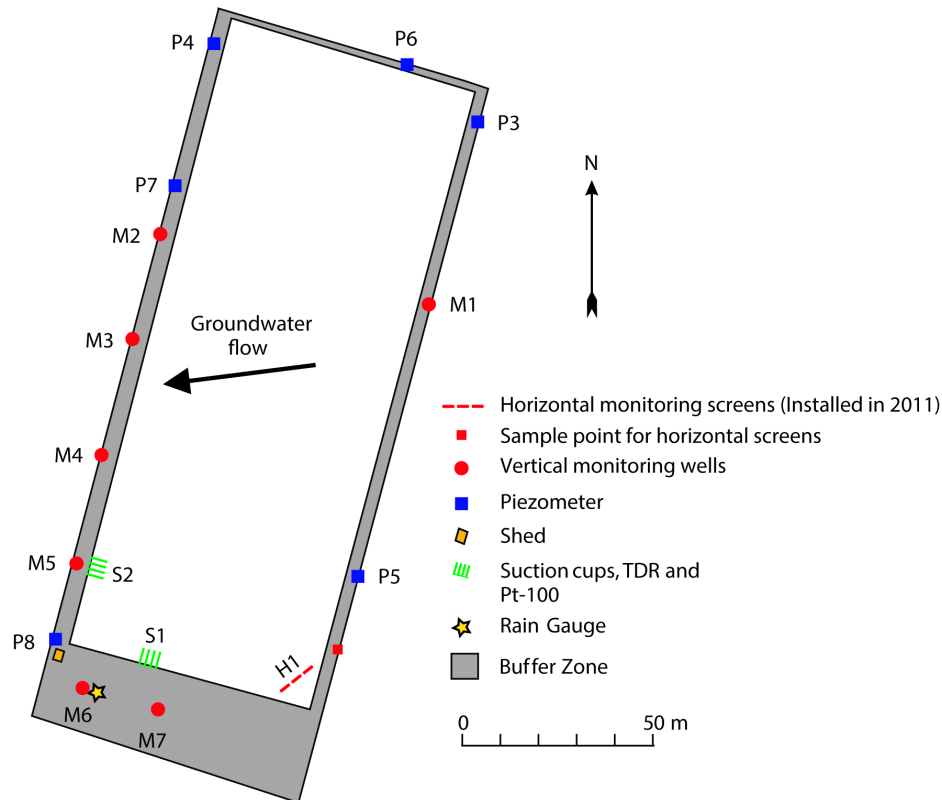 P4
P6
P3
N
P7
M2
M1
Groundwater
flow
M3
Horizontal monitoring screens (Installed in 2011)
Sample point for horizontal screens
M4
Vertical monitoring wells
Piezometer
Shed
M5
S2
Suction cups, TDR and
Pt-100
P5
P8
S1
Rain Gauge
H1
Buffer Zone
M6
M7
0
50 m